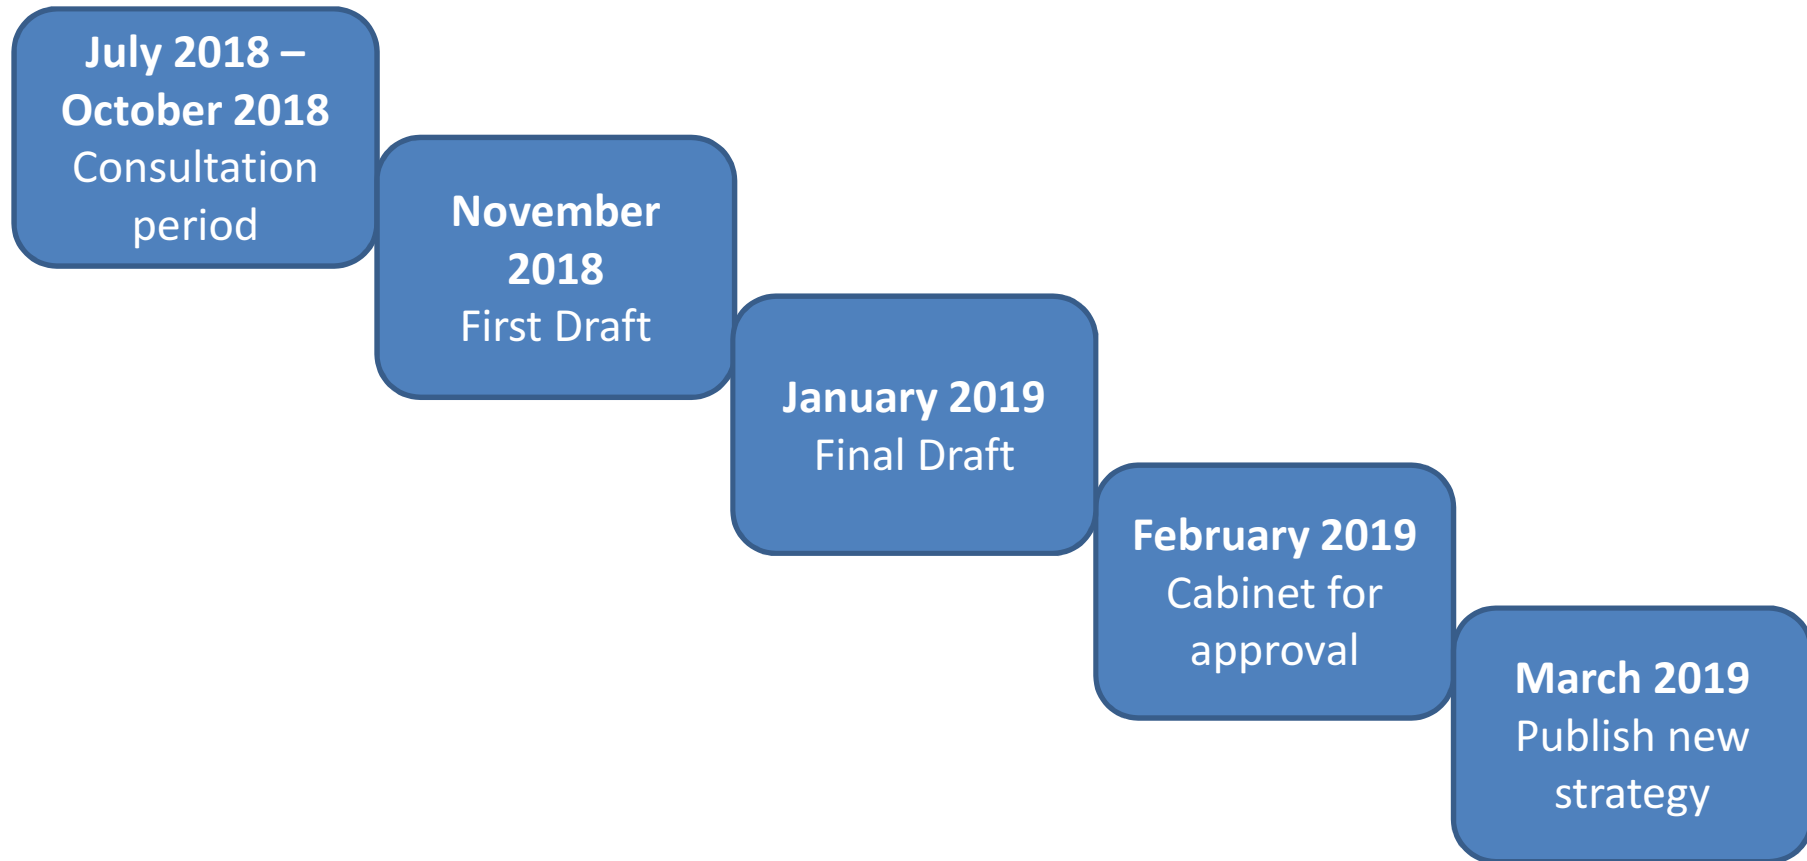 July 2018 –
October 2018
Consultation
period
November
2018
First Draft
January 2019
Final Draft
February 2019
Cabinet for
approval
March 2019
Publish new
strategy